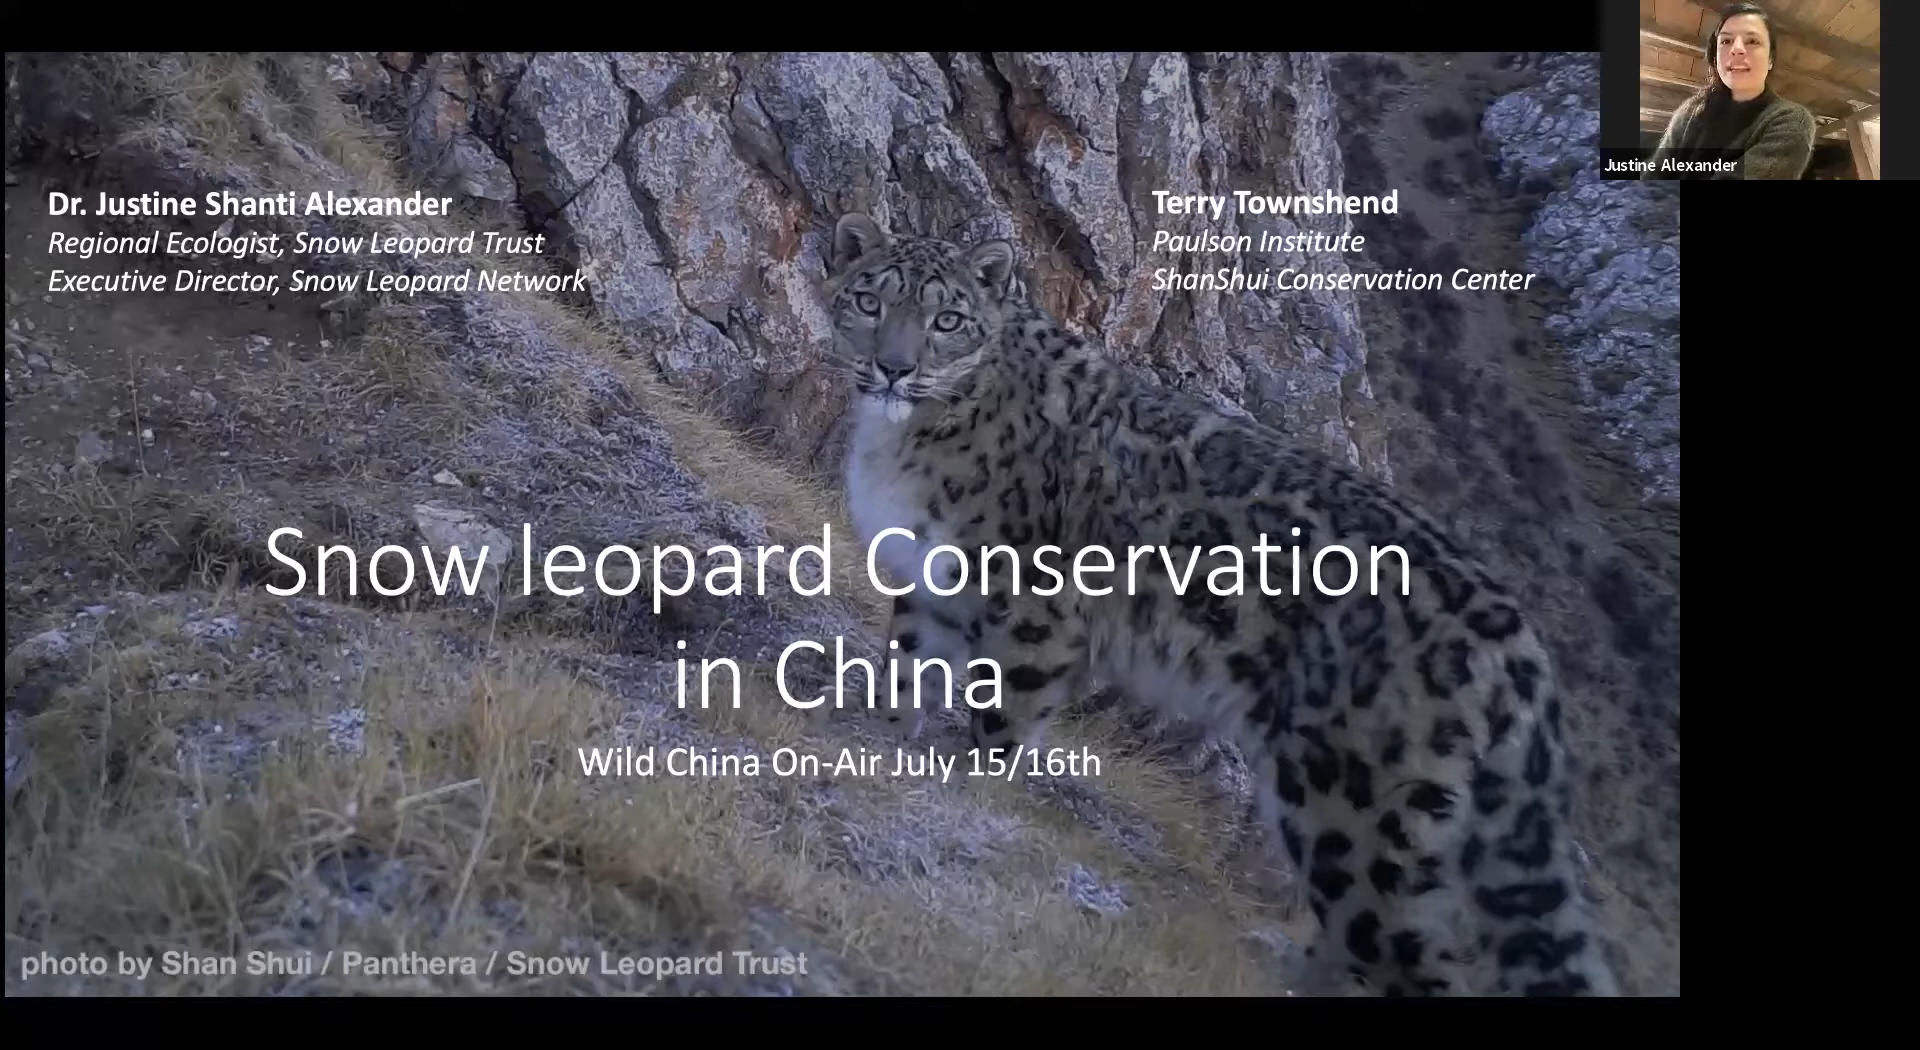 Justine Alexander
Dr. Justine Shanti Alexander
Regional Ecologist, Snow Leopard Trust
Executive Director, Snow Leopard Network
Terry Townshend
Paulson Institute
ShanShui Conservation Center
Snow leopard Conservation
in China
Wild China On-Air July 15/16th
photo by Shan Shui / Panthera / Snow Leopard Trust